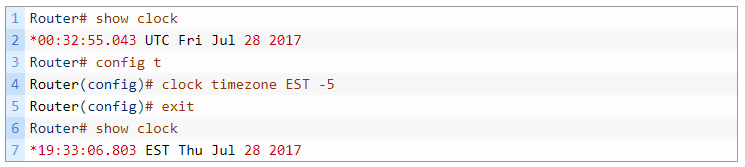 1 Router# show clock
2 *00:32:55.043 UTC Fri Jul 28 2017
3 Router# config t
4 Router(config)# clock timezone EST -5
5 Router(config)# exit
6 Router# show clock
7 *19:33:06.803 EST Thu Jul 28 2017